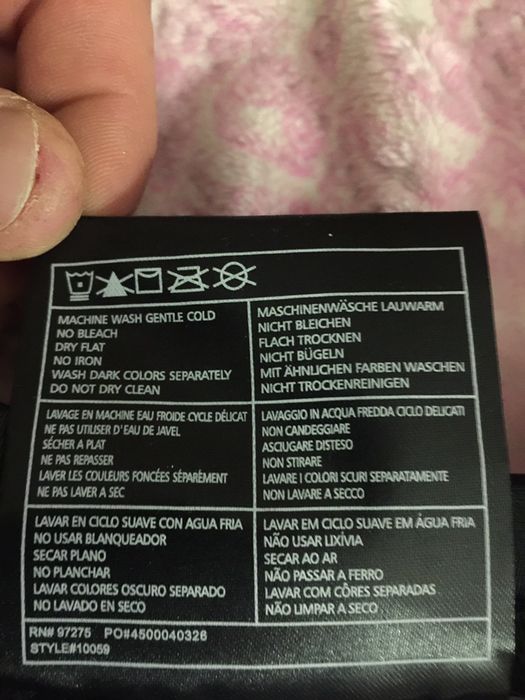 MACHINE WASH GENTLE COLD
NO BLEACH
DRY FLAT
NO IRON
WASH DARK COLORS SEPARATELY
DO NOT DRY CLEAN
MASCHINENWÄSCHE LAUWARM
NICHT BLEICHEN
FLACH TROCKNEN
NICHT BÜGELN
MIT ÄHNLICHEN FARBEN WASCHEN
NICHT TROCKENREINIGEN
LAVAGE EN MACHINE EAU FROIDE CYCLE DÉLICAT
NE PAS UTILISER D'EAU DE JAVEL
SÉCHER A PLAT
NE PAS REPASSER
LAVER LES COULEURS FONCÉES SÉPARÉMENT
NE PAS LAVER A SEC
LAVAGGIO IN ACQUA FREDDA CICLO DELICATI
NON CANDEGGIARE
ASCIUGARE DISTESO
NON STIRARE
LAVARE I COLORI SCURI SEPARATAMENTE
NON LAVARE A SECCO
LAVAR EN CICLO SUAVE CON AGUA FRIA
NO USAR BLANQUEADOR
SECAR PLANO
NO PLANCHAR
LAVAR COLORES OSCURO SEPARADO
NO LAVADO EN SECO
LAVAR EM CICLO SUAVE EM ÁGUA FRIA
NÃO USAR LIXÍVIA
SECAR AO AR
NÃO PASSAR A FERRO
LAVAR COM CÔRES SEPARADAS
NÃO LIMPAR A SECO
RN# 97275 PO#4500040326
STYLE#10059